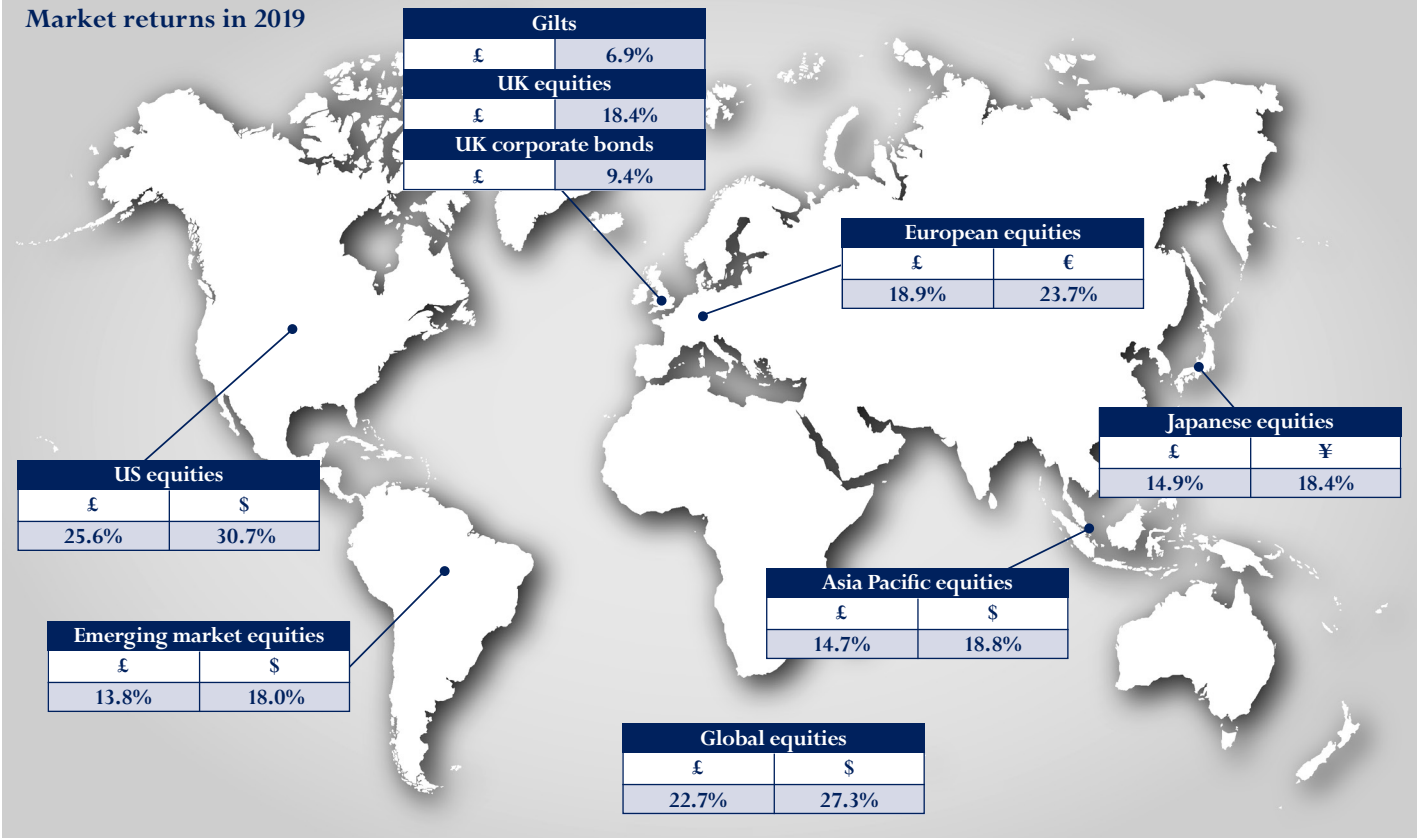 Market returns in 2019
Gilts
£ 6.9%
UK equities
£ 18.4%
UK corporate bonds
£ 9.4%
European equities
£ €
18.9% 23.7%
Japanese equities
£ ¥
14.9% 18.4%
US equities
£ $
25.6% 30.7%
Asia Pacific equities
£ $
14.7% 18.8%
Emerging market equities
£ $
13.8% 18.0%
Global equities
£ $
22.7% 27.3%